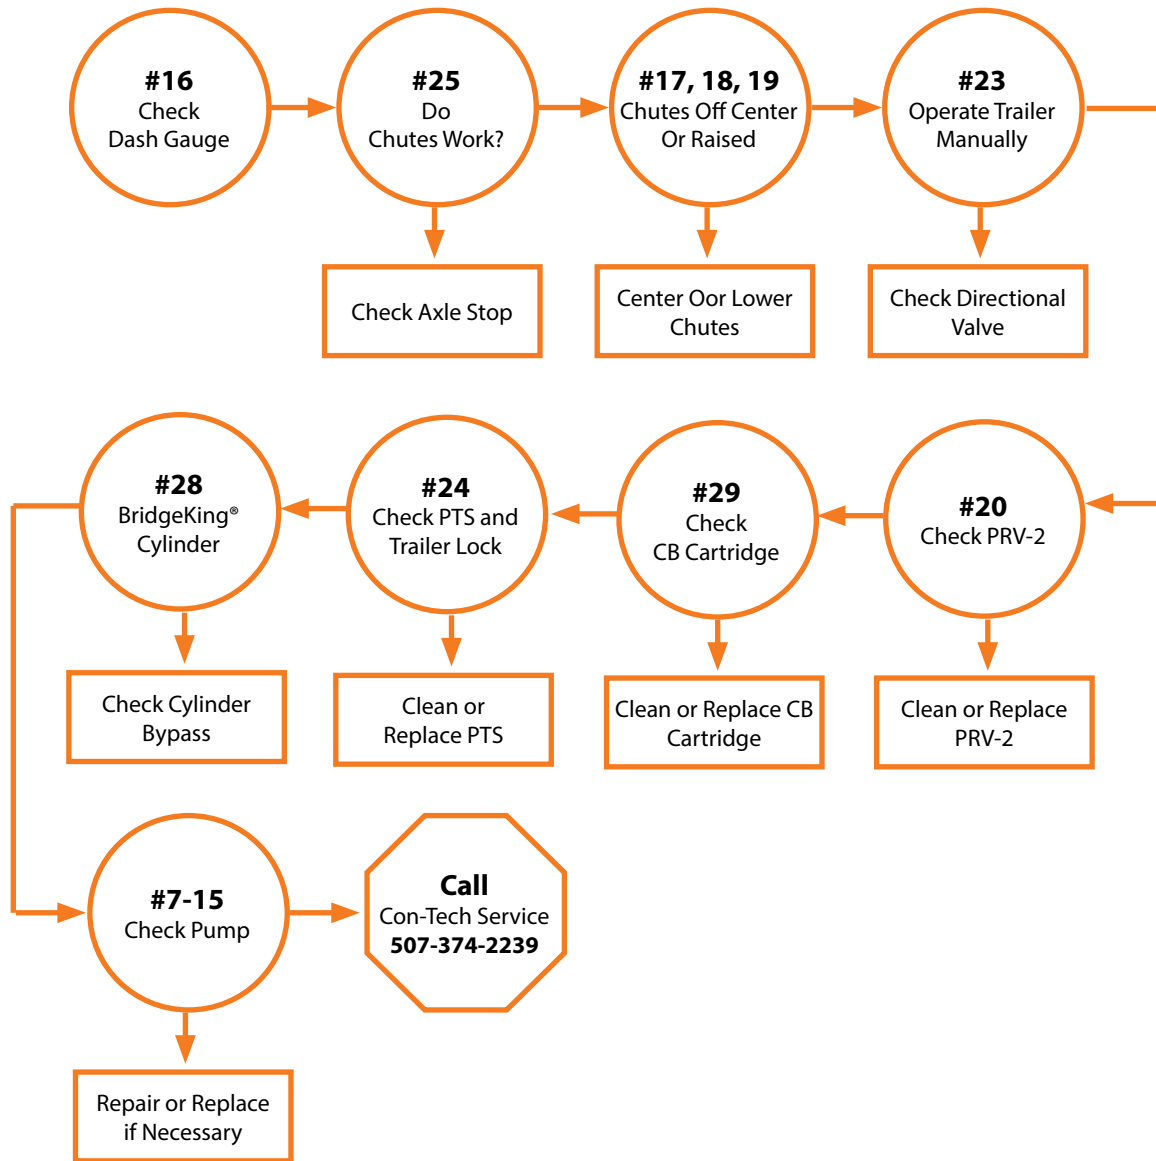 #16
Check
Dash Gauge
#25
Do
Chutes Work?
#17, 18, 19
Chutes Off Center
Or Raised
#23
Operate Trailer
Manually
Check Axle Stop
Center Oor Lower
Chutes
Check Directional
Valve
#20
Check PRV-2
#29
Check
CB Cartridge
#24
Check PTS and
Trailer Lock
#28
BridgeKing®
Cylinder
Clean or Replace
PRV-2
Clean or Replace CB
Cartridge
Clean or
Replace PTS
Check Cylinder
Bypass
#7-15
Check Pump
Call
Con-Tech Service
507-374-2239
Repair or Replace
if Necessary